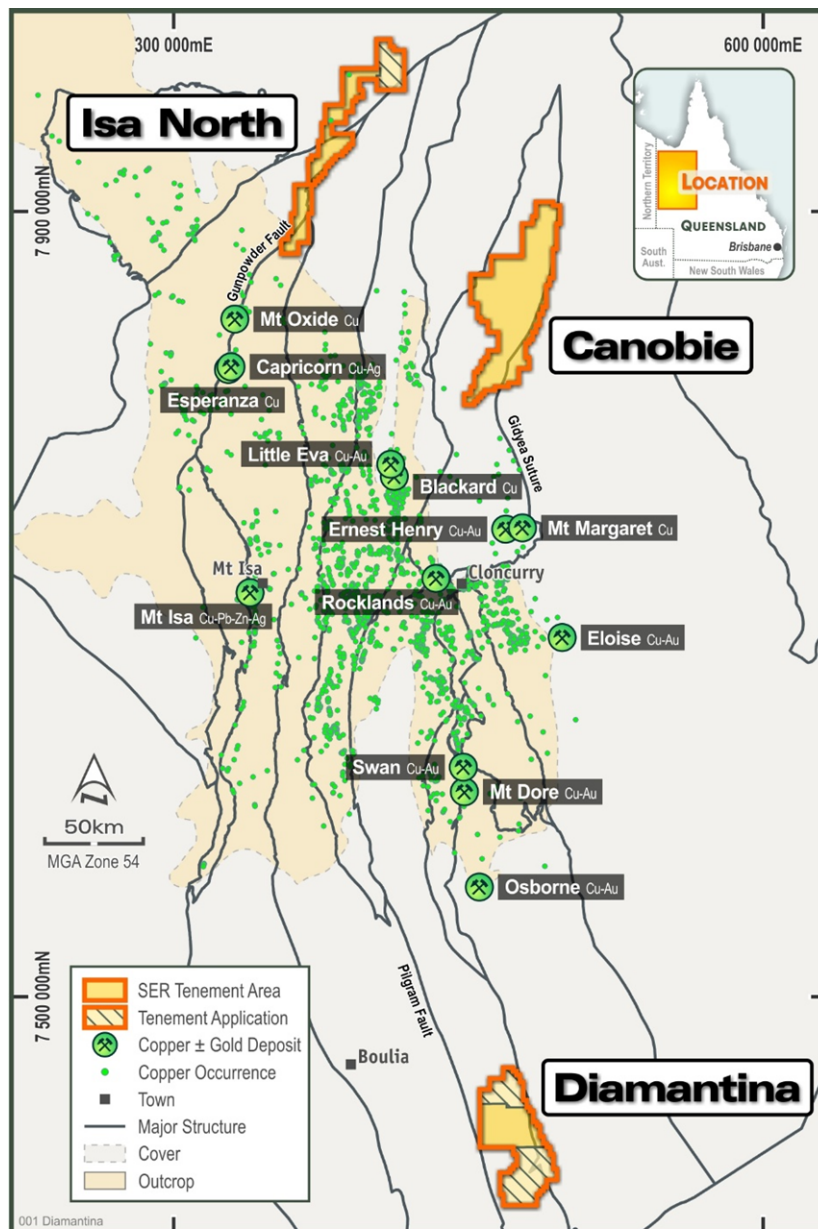 300 000mE
600 000mE
Isa North
Northern Territory
LOCATION
QUEENSLAND
Brisbane
South
Aust.
New South Wales
7 900 000mN
Gunpowder Fault
Mt Oxide Cu
Canobie
Capricorn Cu-Ag
Esperanza Cu
Gidyea Suture
Little Eva Cu-Au
Blackard Cu
Ernest Henry Cu-Au
Mt Margaret Cu
Mt Isa
Cloncurry
Mt Isa Cu-Pb-Zn-Ag
Rocklands Cu-Au
Eloise Cu-Au
Swan Cu-Au
Mt Dore Cu-Au
N
50km
MGA Zone 54
Osborne Cu-Au
7 500 000mN
Pilgram Fault
Boulia
Diamantina
SER Tenement Area
Tenement Application
Copper ± Gold Deposit
Copper Occurrence
Town
Major Structure
Cover
Outcrop
001 Diamantina